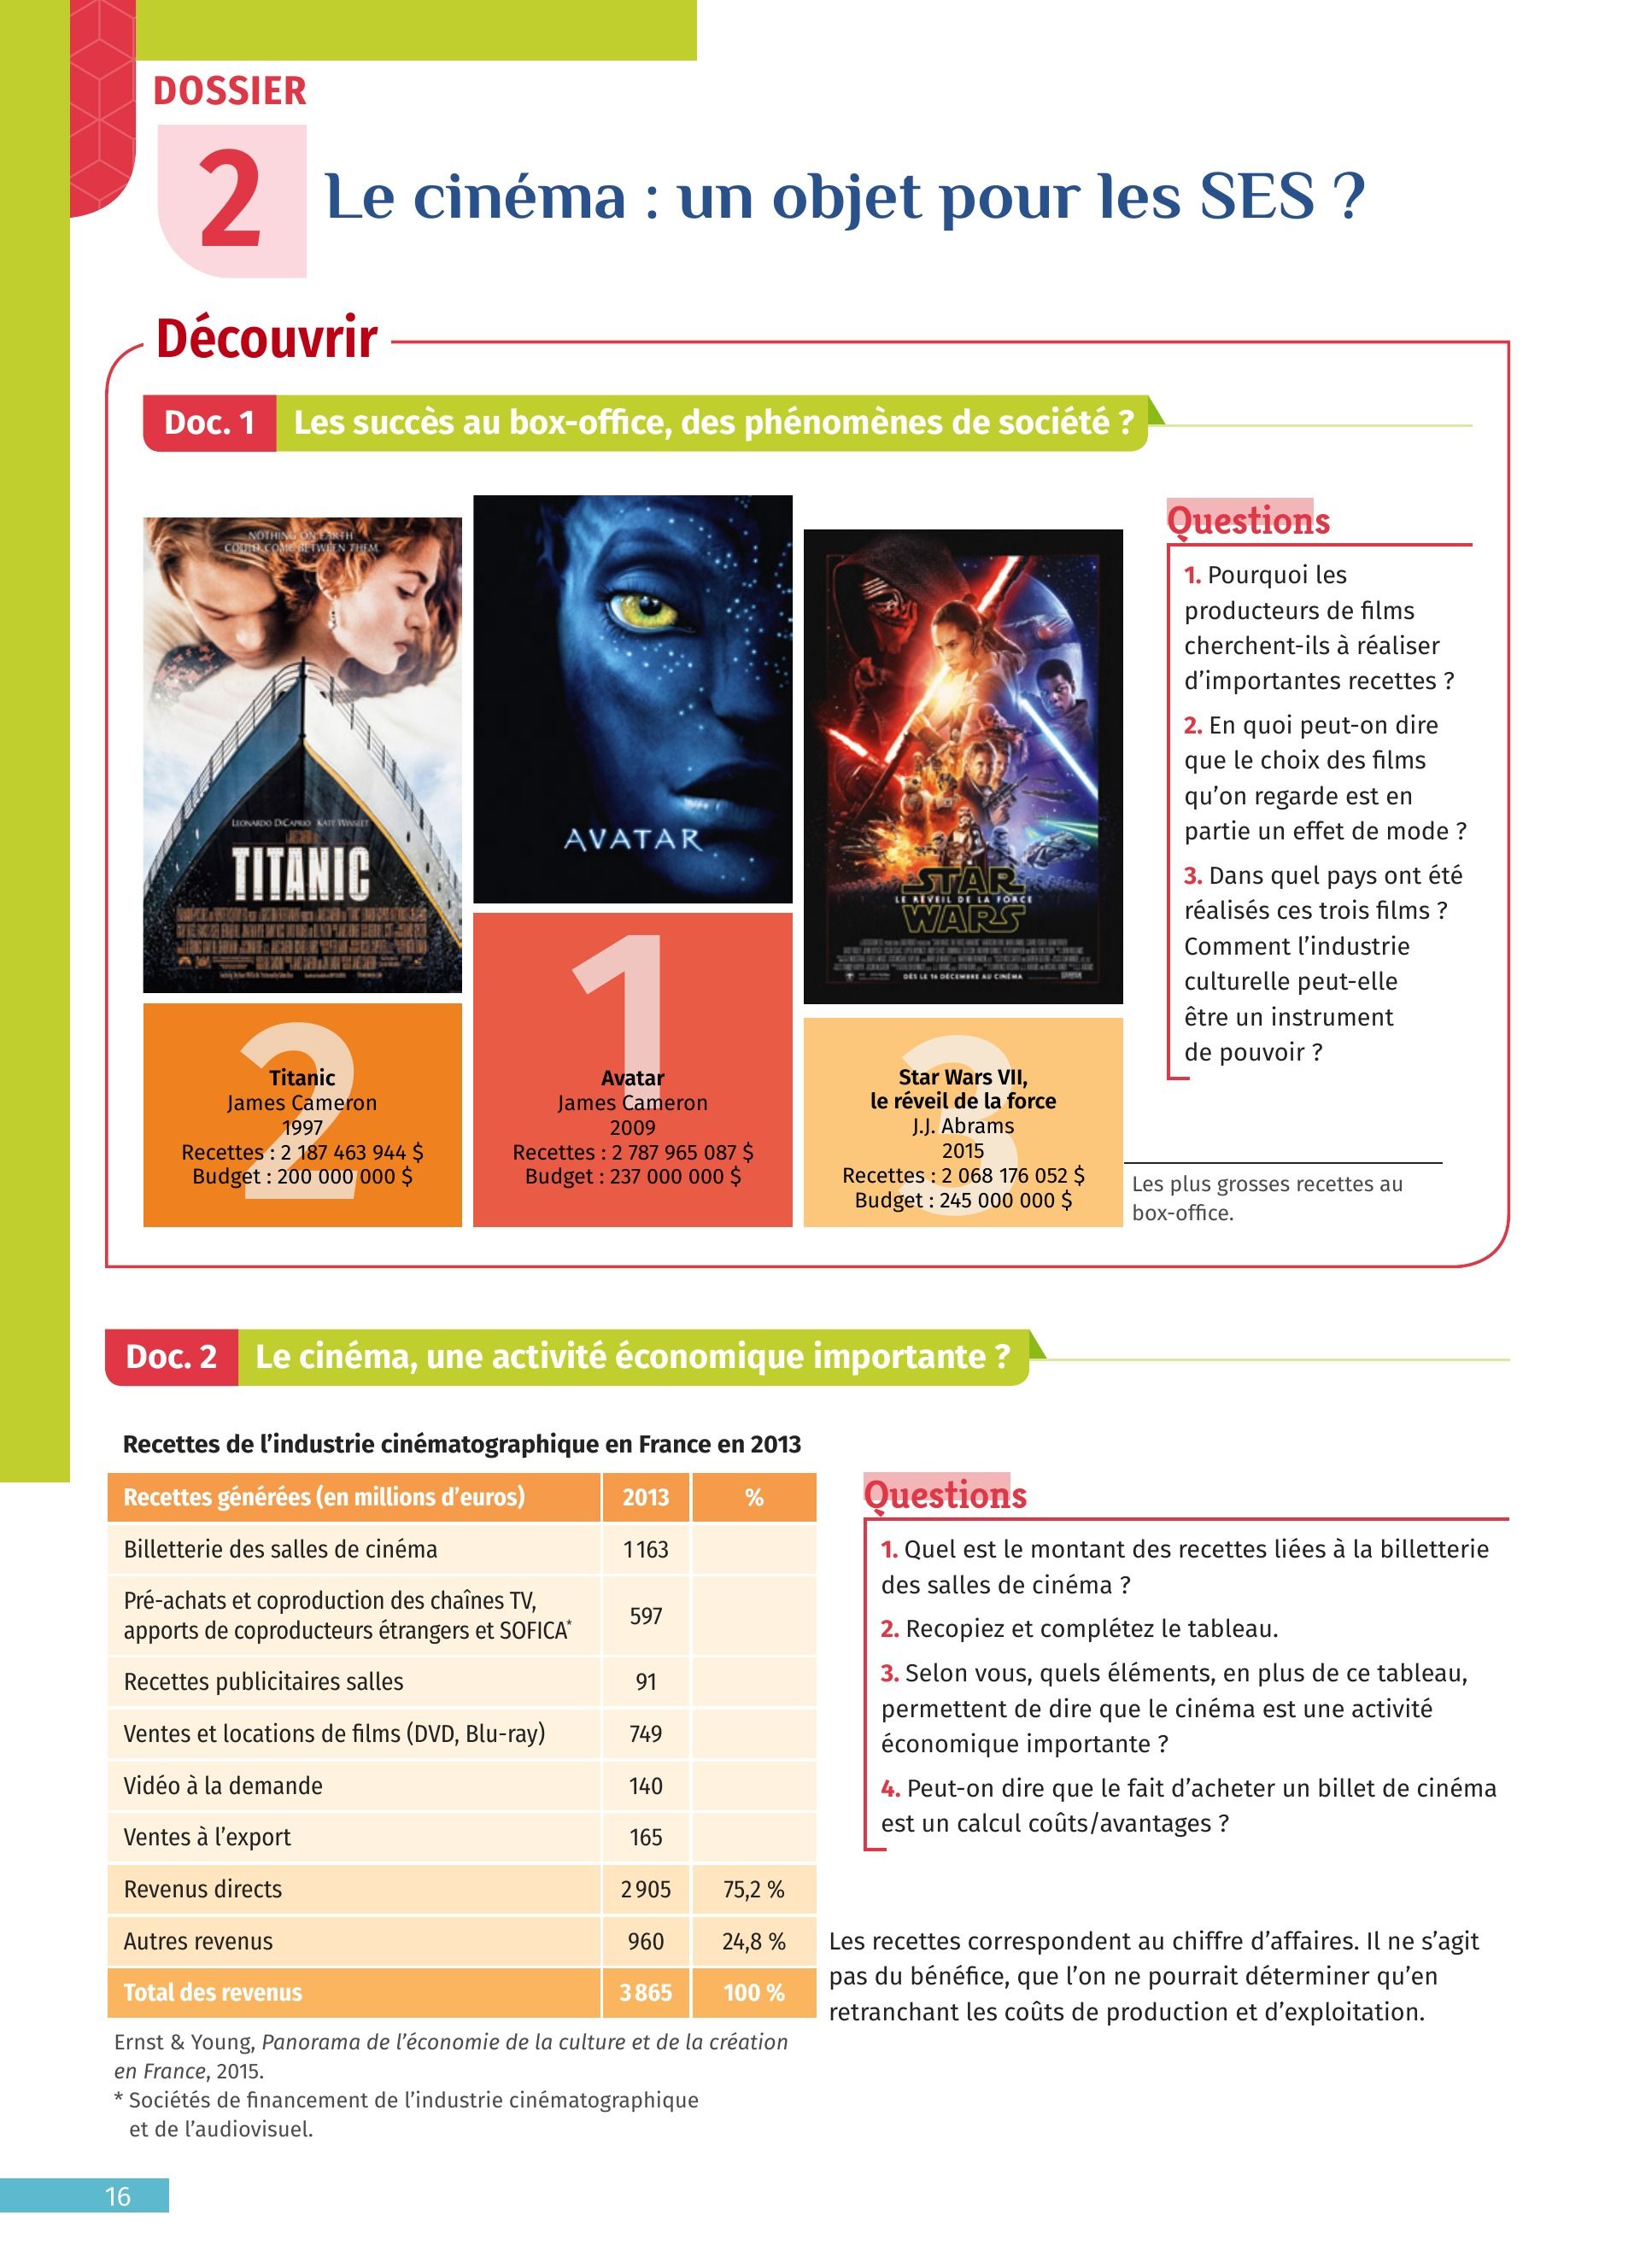 DOSSIER
2
Le cinéma : un objet pour les SES ?
Découvrir
Doc. 1 Les succès au box-office, des phénomènes de société ?
NOTHING ON EARTH
COULD COME BETWEEN THEM
LEONARDO DICAPRIO KATE WINSLET
TITANIC
2
Titanic
James Cameron
1997
Recettes : 2 187 463 944 $
Budget : 200 000 000 $
AVATAR
1
Avatar
James Cameron
2009
Recettes : 2 787 965 087 $
Budget : 237 000 000 $
STAR
LE RÉVEIL DE LA FORCE
WARS
DÈS LE 16 DÉCEMBRE AU CINÉMA
3
Star Wars VII,
le réveil de la force
J.J. Abrams
2015
Recettes : 2 068 176 052 $
Budget : 245 000 000 $
Les plus grosses recettes au
box-office.
Questions
1. Pourquoi les
producteurs de films
cherchent-ils à réaliser
d’importantes recettes ?
2. En quoi peut-on dire
que le choix des films
qu’on regarde est en
partie un effet de mode ?
3. Dans quel pays ont été
réalisés ces trois films ?
Comment l’industrie
culturelle peut-elle
être un instrument
de pouvoir ?
Doc. 2 Le cinéma, une activité économique importante ?
Recettes de l’industrie cinématographique en France en 2013
Recettes générées (en millions d’euros) 2013 %
Billetterie des salles de cinéma 1 163
Pré-achats et coproduction des chaînes TV,
apports de coproducteurs étrangers et SOFICA* 597
Recettes publicitaires salles 91
Ventes et locations de films (DVD, Blu-ray) 749
Vidéo à la demande 140
Ventes à l’export 165
Revenus directs 2 905 75,2 %
Autres revenus 960 24,8 %
Total des revenus 3 865 100 %
Ernst & Young, Panorama de l’économie de la culture et de la création
en France, 2015.
* Sociétés de financement de l’industrie cinématographique
et de l’audiovisuel.
Questions
1. Quel est le montant des recettes liées à la billetterie
des salles de cinéma ?
2. Recopiez et complétez le tableau.
3. Selon vous, quels éléments, en plus de ce tableau,
permettent de dire que le cinéma est une activité
économique importante ?
4. Peut-on dire que le fait d’acheter un billet de cinéma
est un calcul coûts/avantages ?
Les recettes correspondent au chiffre d’affaires. Il ne s’agit
pas du bénéfice, que l’on ne pourrait déterminer qu’en
retranchant les coûts de production et d’exploitation.
16